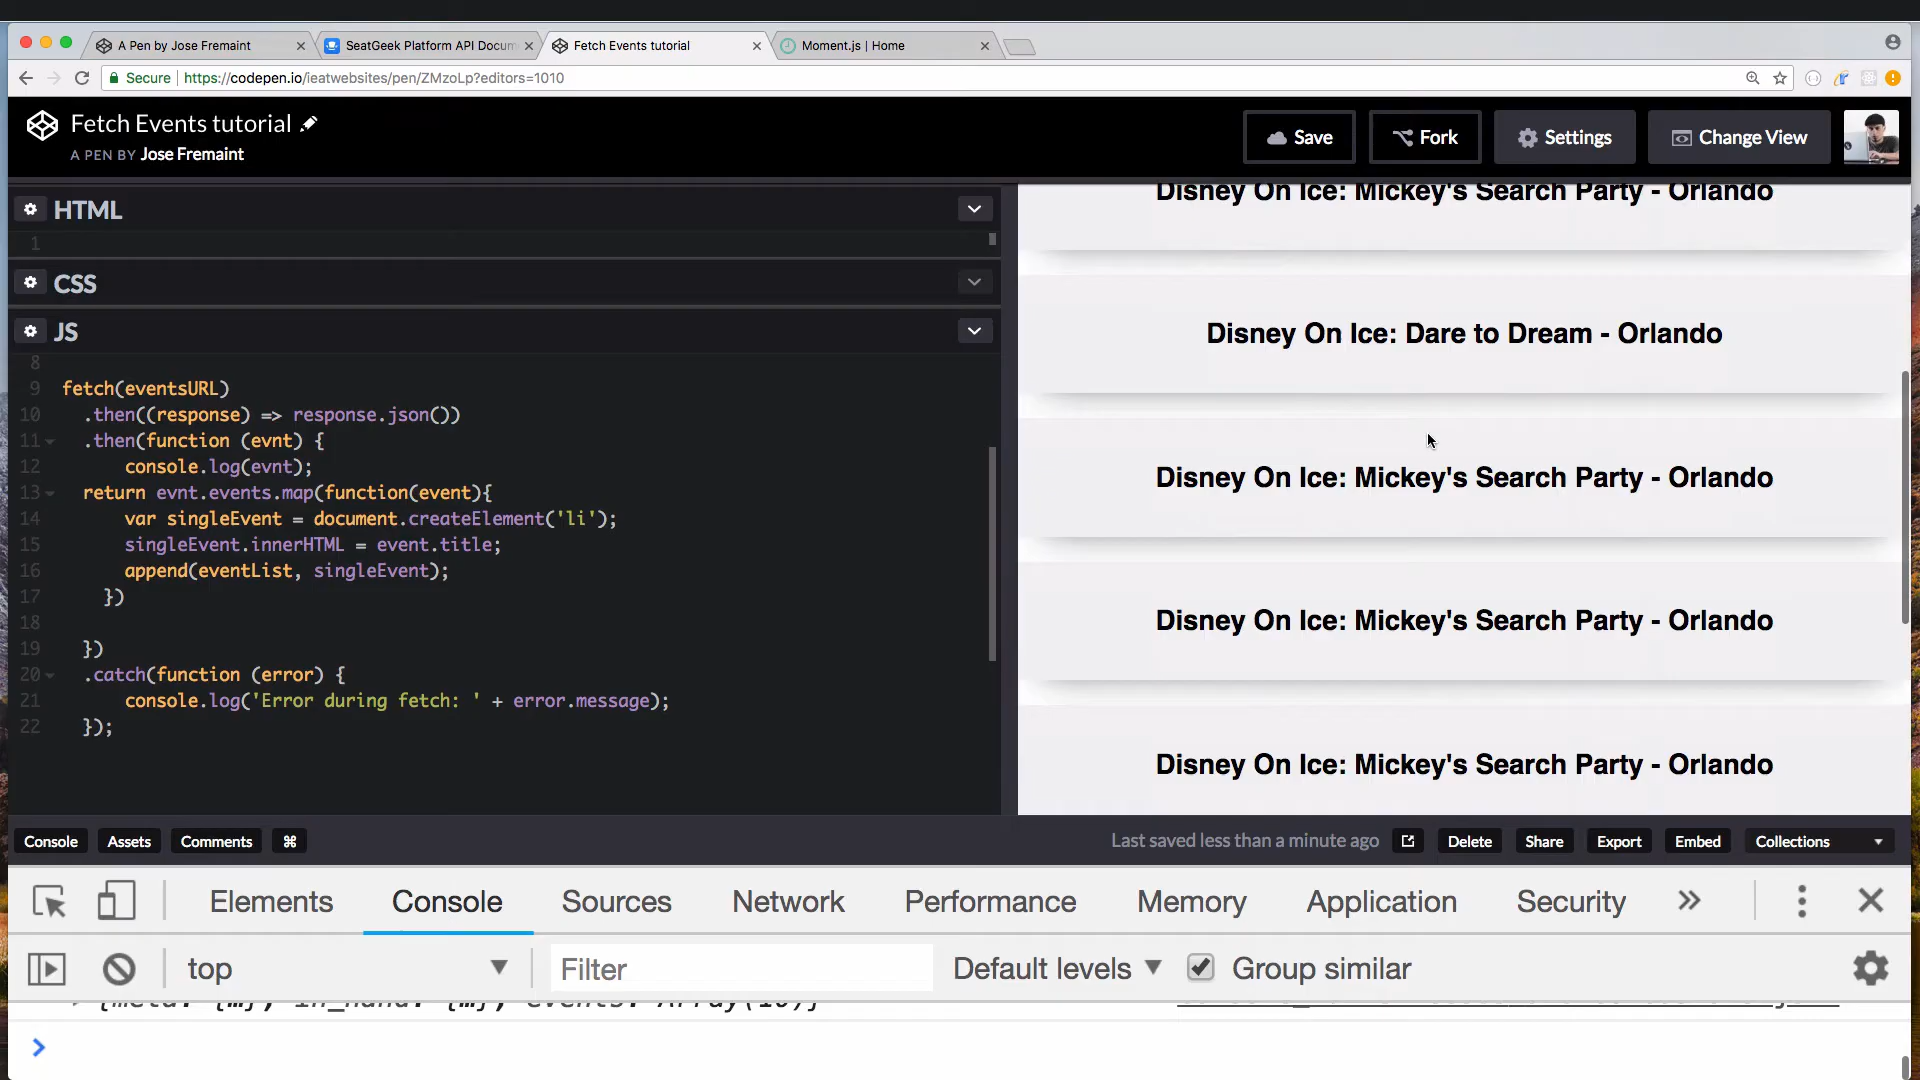 A Pen by Jose Fremaint
SeatGeek Platform API Docum
Fetch Events tutorial
Moment.js | Home
Secure
https://codepen.io/ieatwebsites/pen/ZMzoLp?editors=1010
Fetch Events tutorial
A PEN BY Jose Fremaint
Save
Fork
Settings
Change View
HTML
1
CSS
JS
8
9 fetch(eventsURL)
10 .then((response) => response.json())
11 .then(function (evnt) {
12 console.log(evnt);
13 return evnt.events.map(function(event){
14 var singleEvent = document.createElement('li');
15 singleEvent.innerHTML = event.title;
16 append(eventList, singleEvent);
17 })
18
19 })
20 .catch(function (error) {
21 console.log('Error during fetch: ' + error.message);
22 });
Disney On Ice: Mickey's Search Party - Orlando
Disney On Ice: Dare to Dream - Orlando
Disney On Ice: Mickey's Search Party - Orlando
Disney On Ice: Mickey's Search Party - Orlando
Disney On Ice: Mickey's Search Party - Orlando
Console
Assets
Comments
⌘
Last saved less than a minute ago
Delete
Share
Export
Embed
Collections
Elements
Console
Sources
Network
Performance
Memory
Application
Security
»
top
Filter
Default levels
Group similar